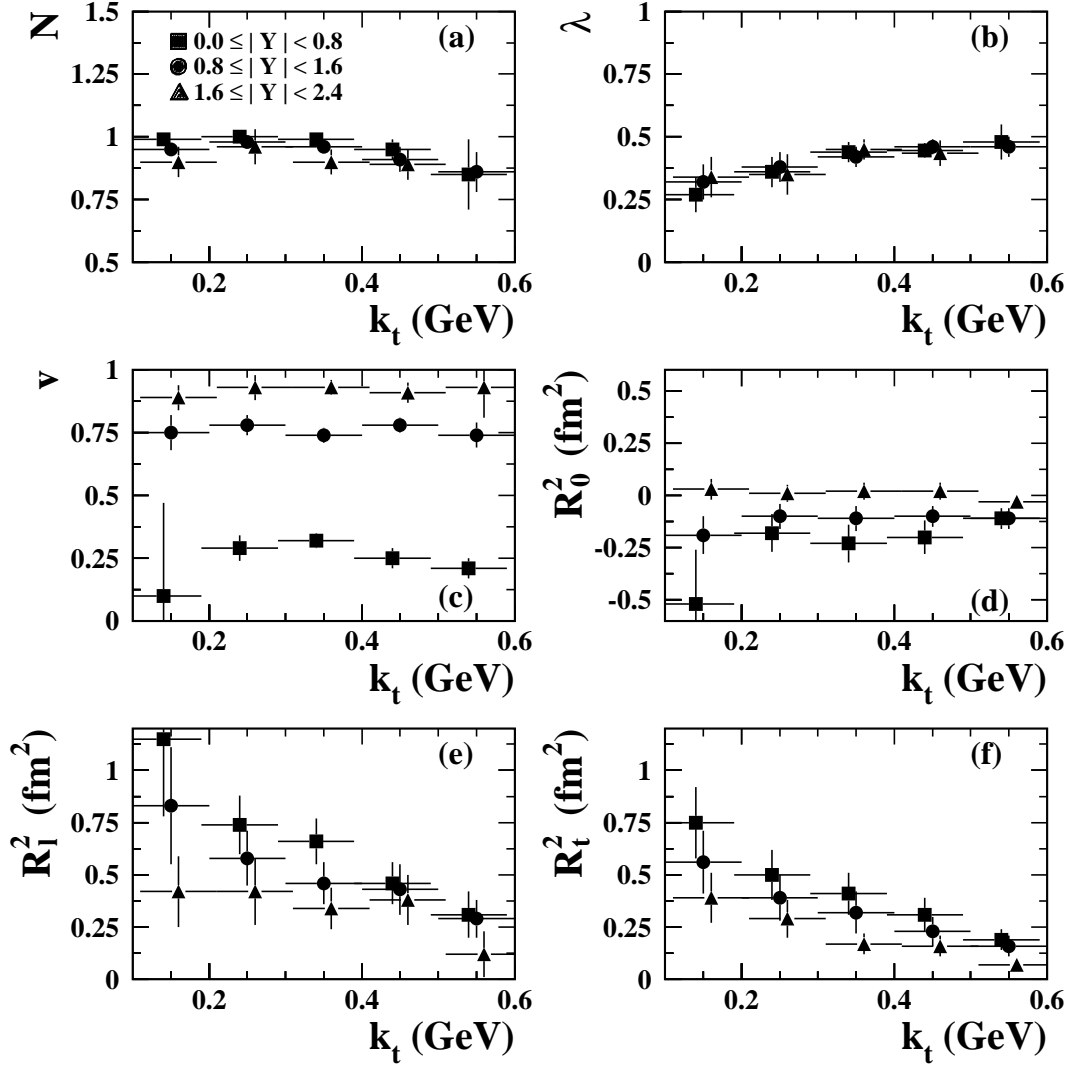 N
1.5
1.25
1
0.75
0.5
(a)
0.0 ≤ | Y | < 0.8
0.8 ≤ | Y | < 1.6
1.6 ≤ | Y | < 2.4
0.2 0.4 0.6
k_t (GeV)
λ
1
0.75
0.5
0.25
0
(b)
0.2 0.4 0.6
k_t (GeV)
v
1
0.75
0.5
0.25
0
(c)
0.2 0.4 0.6
k_t (GeV)
R_0^2 (fm^2)
0.5
0.25
0
-0.25
-0.5
(d)
0.2 0.4 0.6
k_t (GeV)
R_l^2 (fm^2)
1
0.75
0.5
0.25
0
(e)
0.2 0.4 0.6
k_t (GeV)
R_t^2 (fm^2)
1
0.75
0.5
0.25
0
(f)
0.2 0.4 0.6
k_t (GeV)